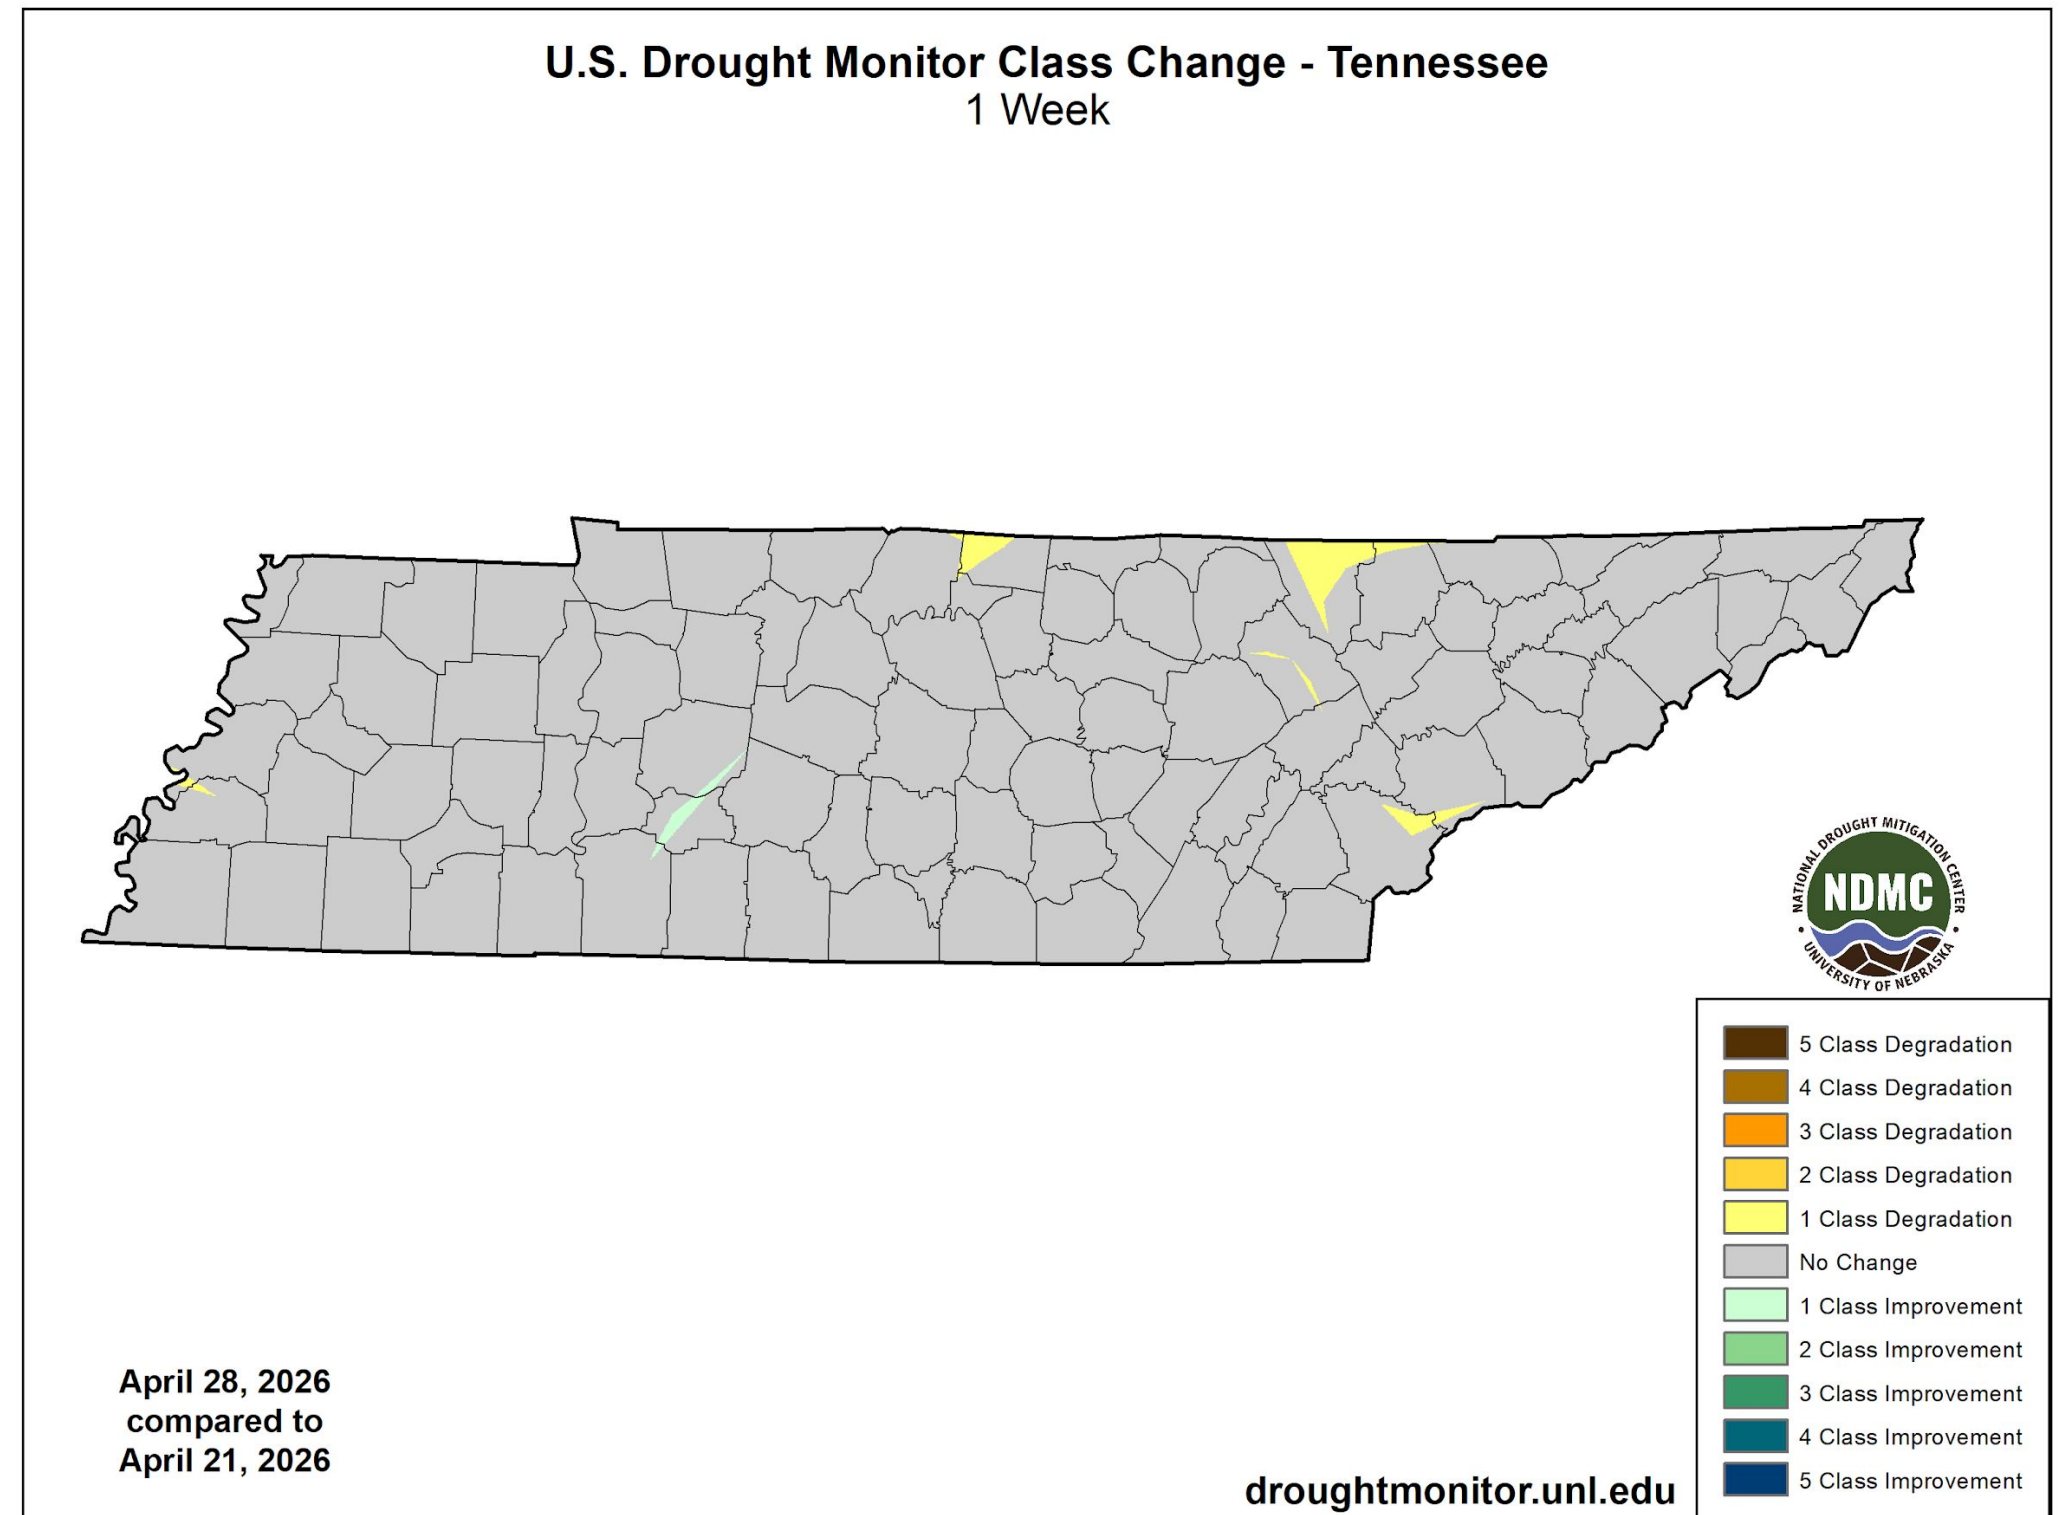 U.S. Drought Monitor Class Change - Tennessee
1 Week
NATIONAL DROUGHT MITIGATION CENTER
NDMC
• UNIVERSITY OF NEBRASKA •
5 Class Degradation
4 Class Degradation
3 Class Degradation
2 Class Degradation
1 Class Degradation
No Change
1 Class Improvement
2 Class Improvement
3 Class Improvement
4 Class Improvement
5 Class Improvement
April 28, 2026
compared to
April 21, 2026
droughtmonitor.unl.edu